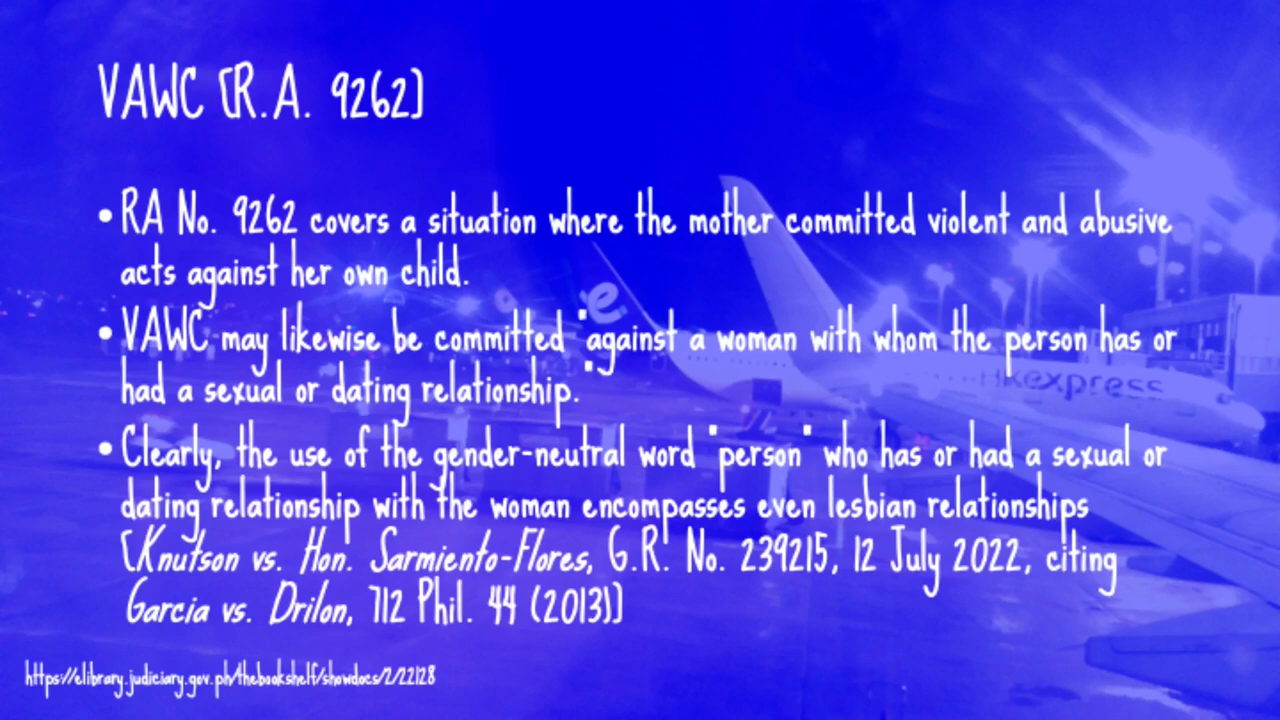 VAWC [R.A. 9262]
• RA No. 9262 covers a situation where the mother committed violent and abusive
acts against her own child.
• VAWC may likewise be committed "against a woman with whom the person has or
had a sexual or dating relationship."
• Clearly, the use of the gender-neutral word "person" who has or had a sexual or
dating relationship with the woman encompasses even lesbian relationships
[Knutson vs. Hon. Sarmiento-Flores, G.R. No. 239215, 12 July 2022, citing
Garcia vs. Drilon, 712 Phil. 44 (2013)]
https://elibrary.judiciary.gov.ph/thebookshelf/showdocs/2/22128
e
HKexpress